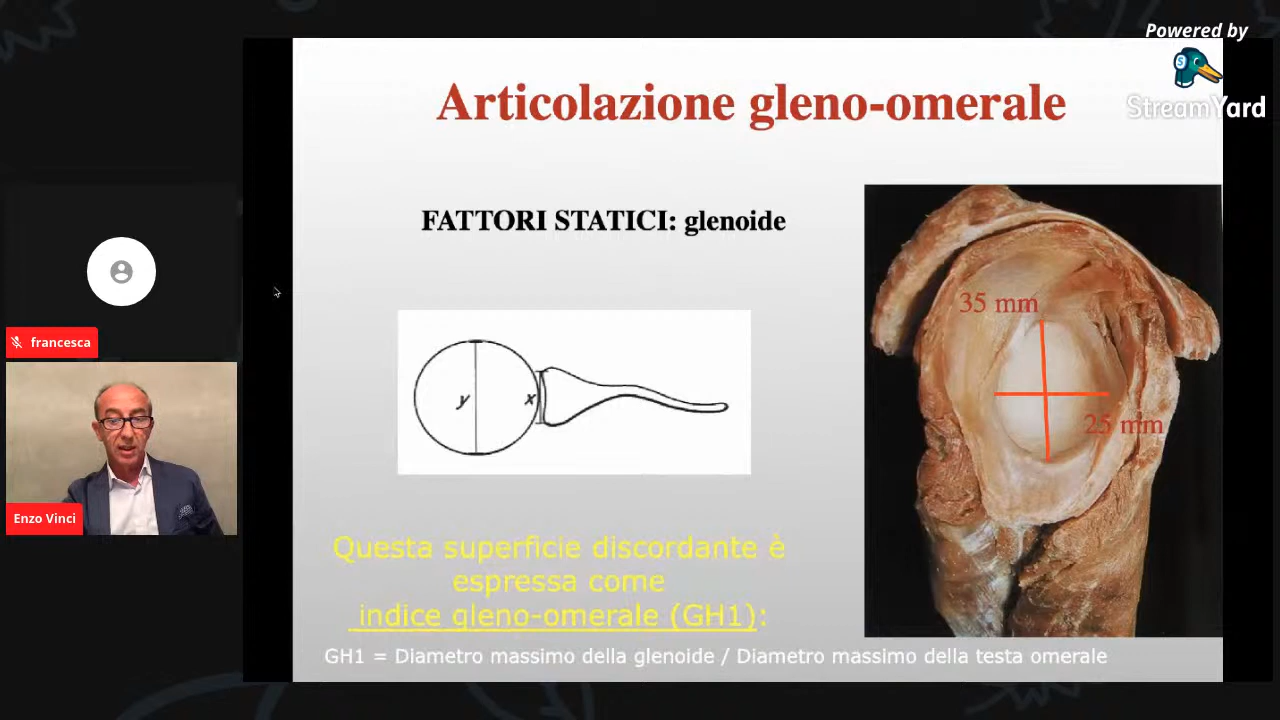 Powered by
StreamYard
Articolazione gleno-omerale
FATTORI STATICI: glenoide
35 mm
25 mm
y
x
francesca
Enzo Vinci
Questa superficie discordante è
espressa come
indice gleno-omerale (GH1):
GH1 = Diametro massimo della glenoide / Diametro massimo della testa omerale